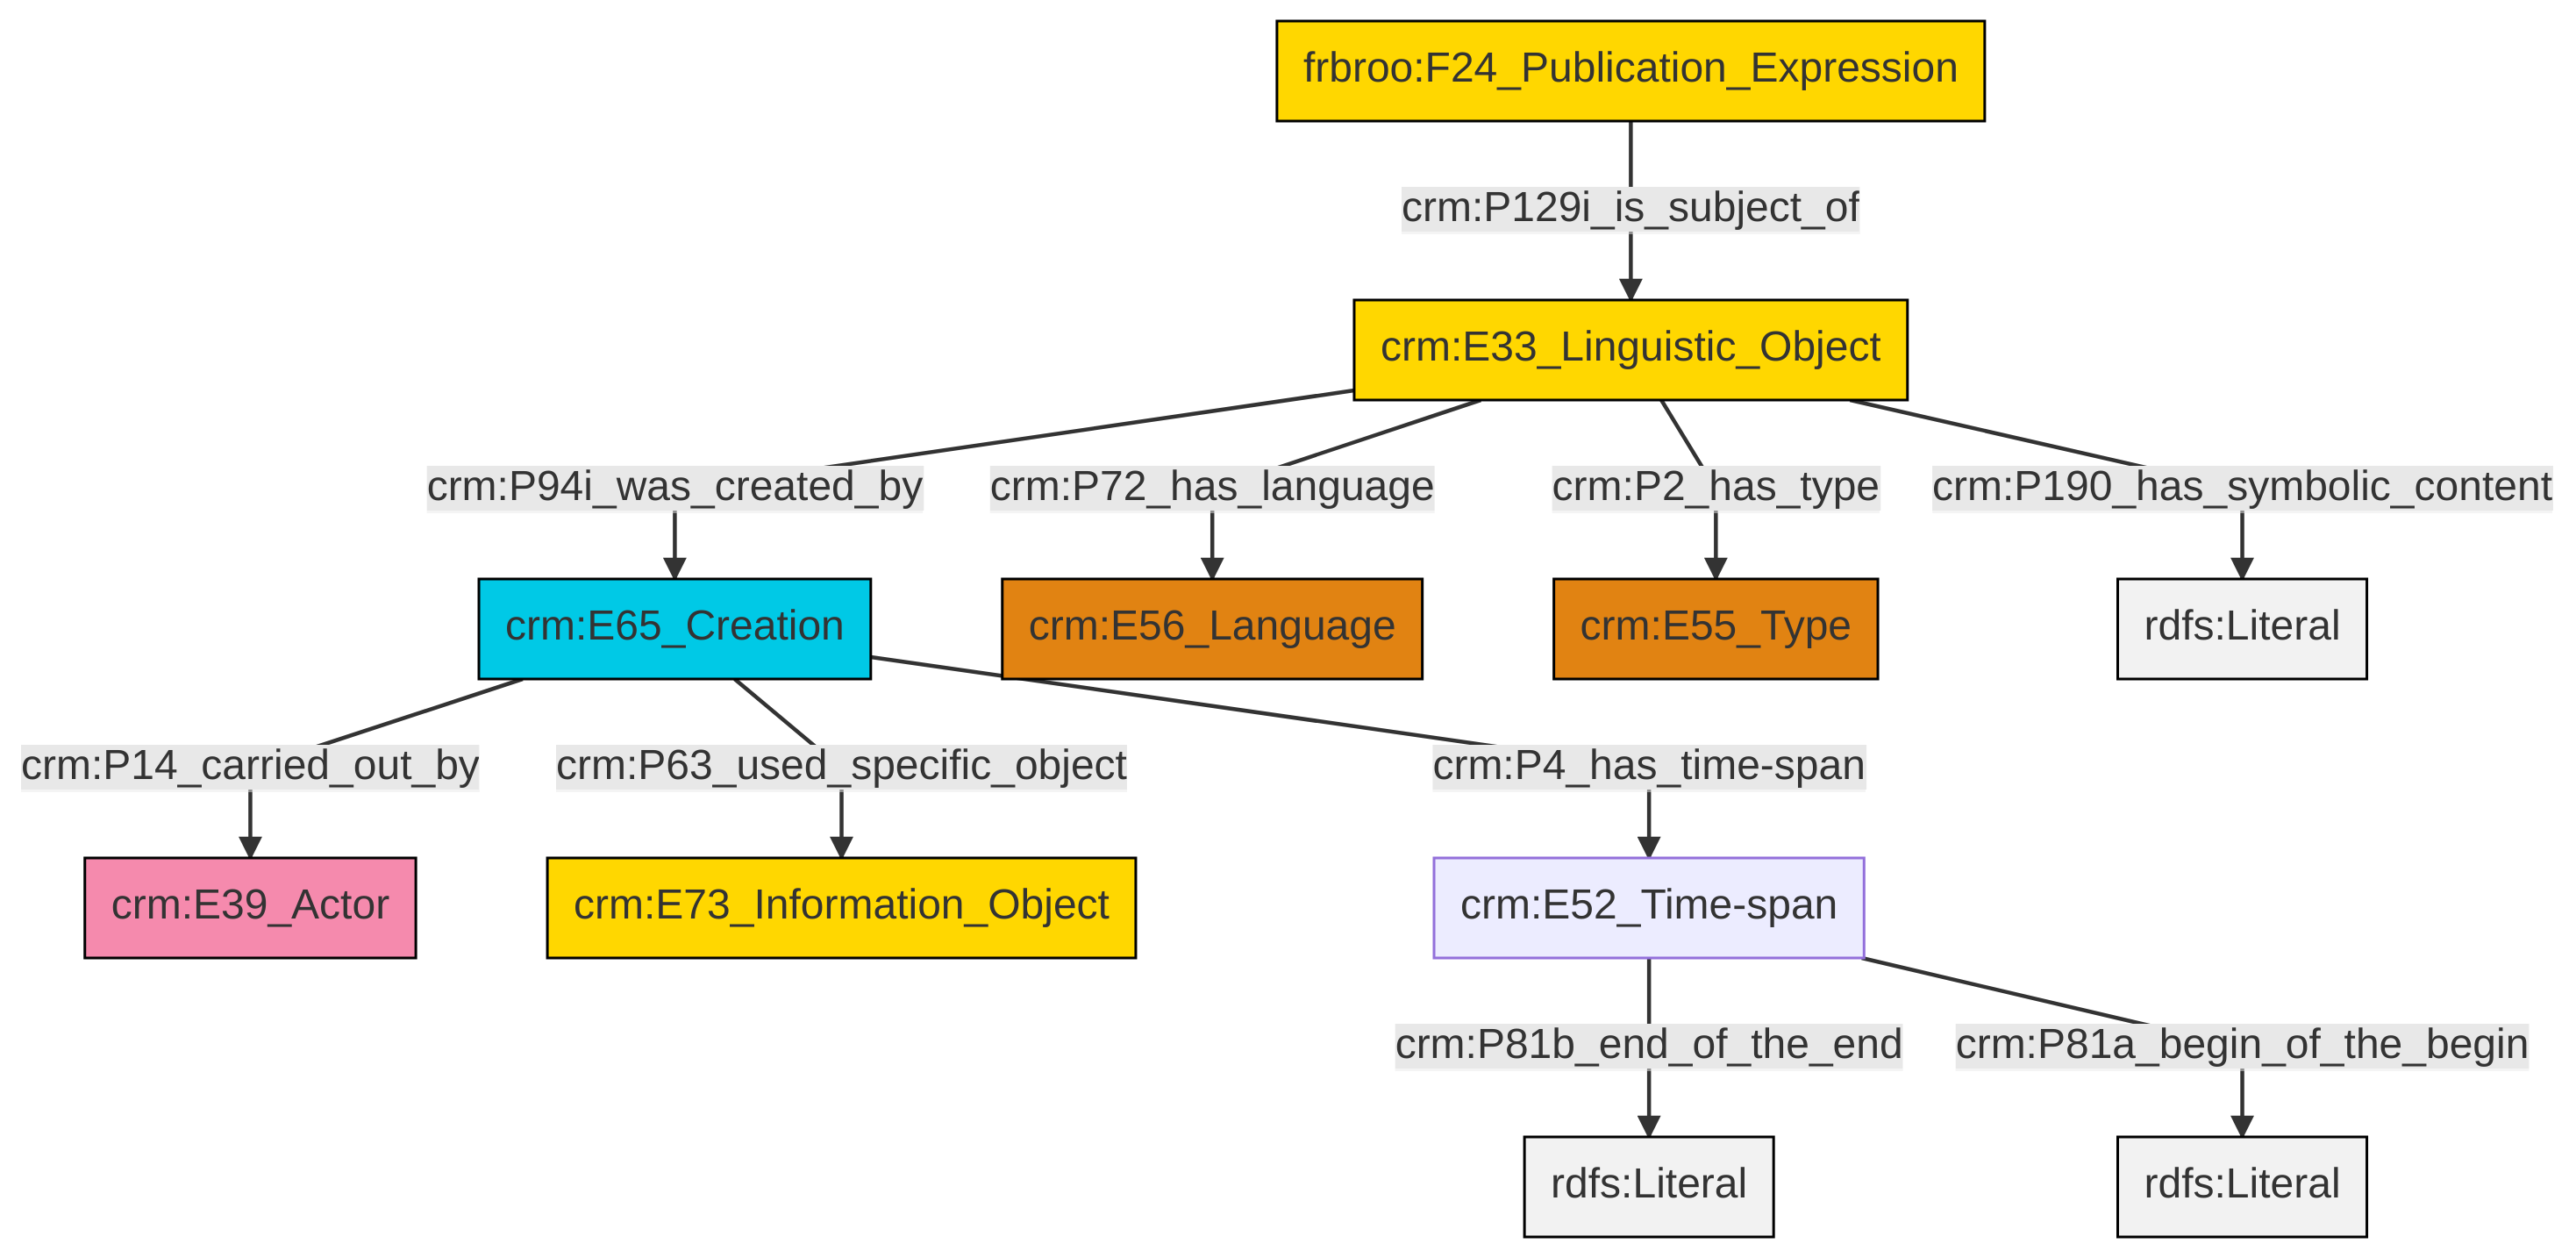 frbroo:F24_Publication_Expression
crm:P129i_is_subject_of
crm:E33_Linguistic_Object
crm:P94i_was_created_by
crm:P72_has_language
crm:P2_has_type
crm:P190_has_symbolic_content
crm:E65_Creation
crm:E56_Language
crm:E55_Type
rdfs:Literal
crm:P14_carried_out_by
crm:P63_used_specific_object
crm:P4_has_time-span
crm:E39_Actor
crm:E73_Information_Object
crm:E52_Time-span
crm:P81b_end_of_the_end
crm:P81a_begin_of_the_begin
rdfs:Literal
rdfs:Literal